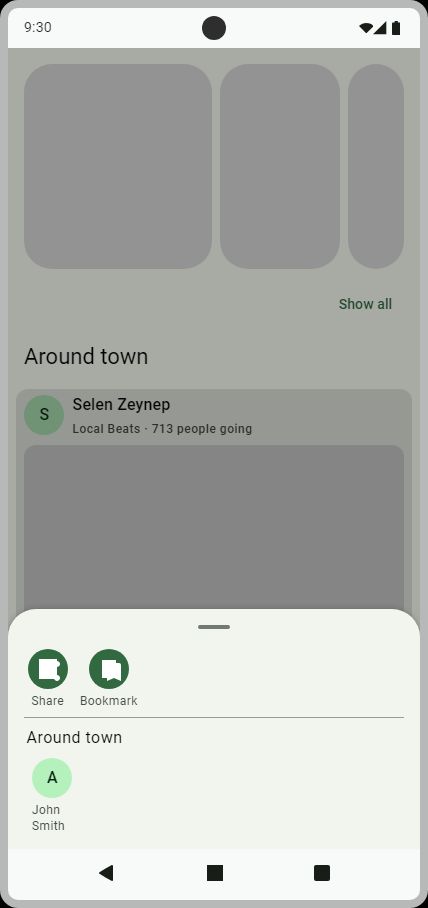 9:30
Show all
Around town
S
Selen Zeynep
Local Beats · 713 people going
Share
Bookmark
Around town
A
John
Smith